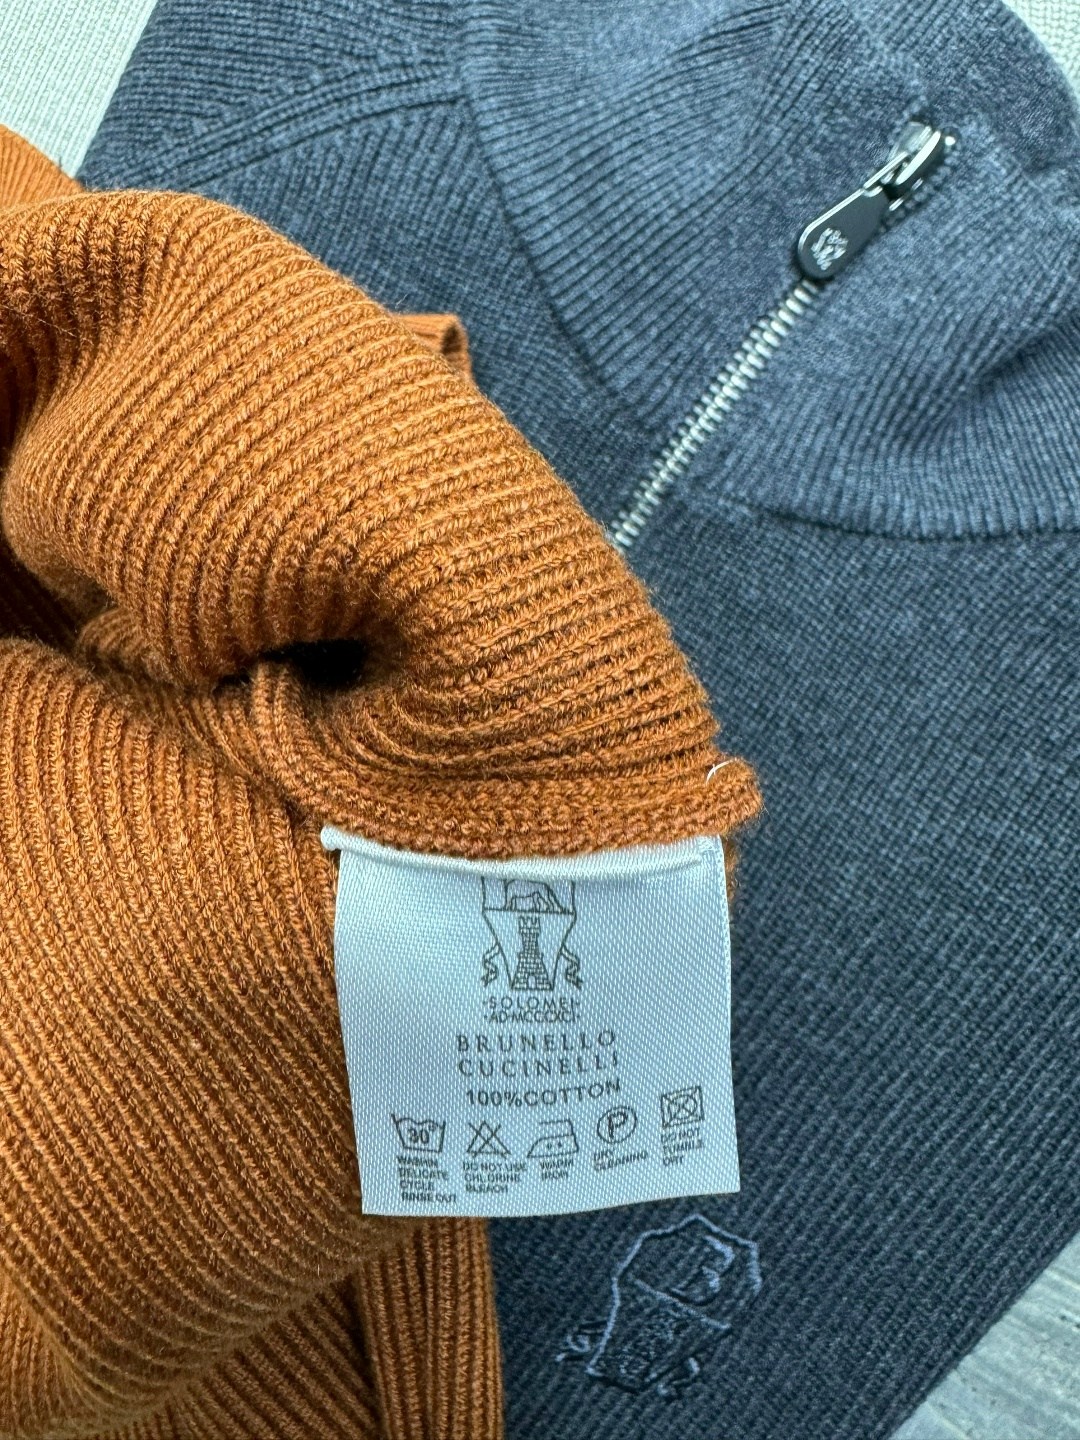 ·SOLOMEI·
·AD·MCCCXCI·
BRUNELLO
CUCINELLI
100%COTTON
30°
P
WARMIN
DELICATE
CYCLE
RINSE OUT
DO NOT USE
CHLORINE
BLEACH
WARM
IRON
DRY
CLEANING
DO NOT
TUMBLE
DRY